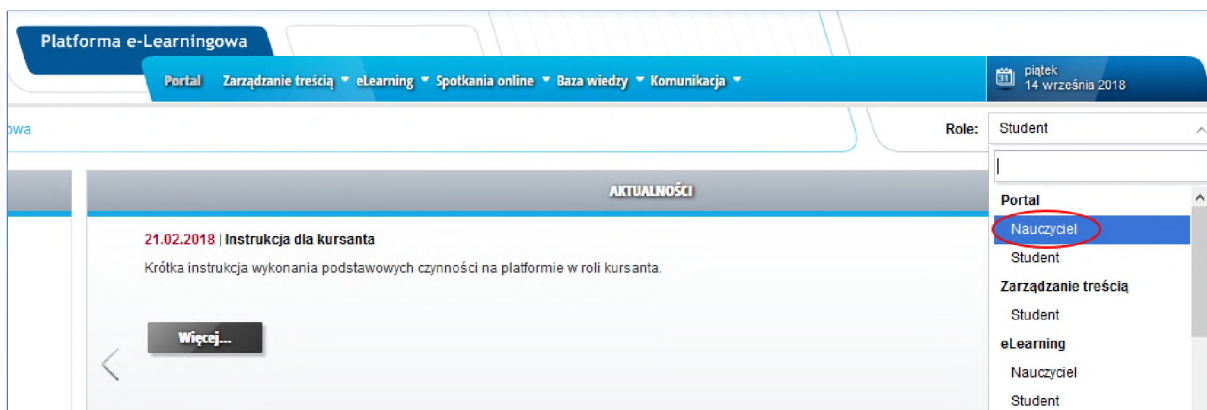 Platforma e-Learningowa
Portal Zarządzanie treścią eLearning Spotkania online Baza wiedzy Komunikacja
31 piątek
14 września 2018
owa
Role: Student
AKTUALNOŚCI
Portal
Nauczyciel
Student
Zarządzanie treścią
Student
eLearning
Nauczyciel
Student
21.02.2018 | Instrukcja dla kursanta
Krótka instrukcja wykonania podstawowych czynności na platformie w roli kursanta.
Więcej...